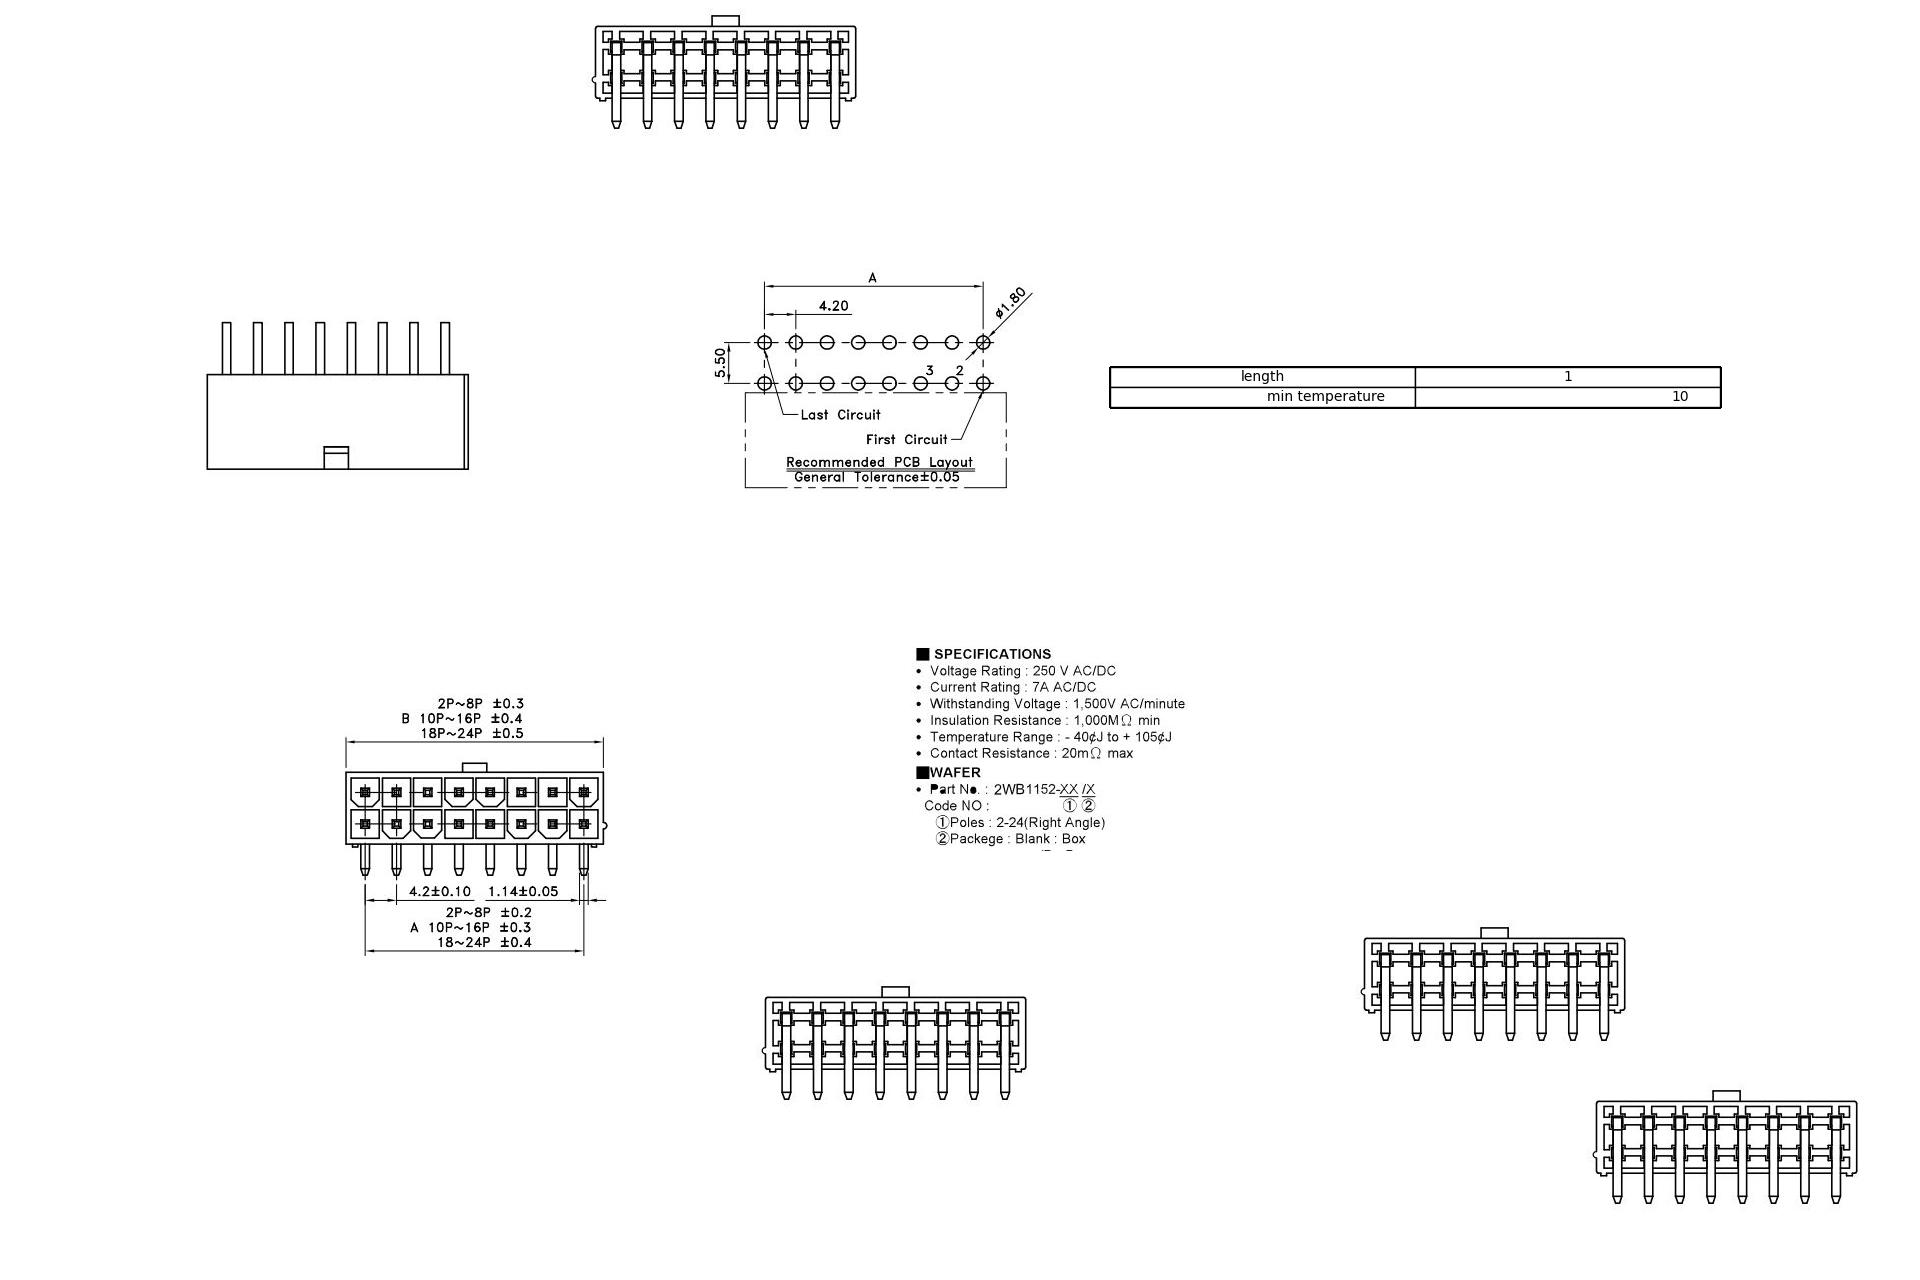 A
4.20
ø1.80
5.50
3 2
Last Circuit
First Circuit
Recommended PCB Layout
General Tolerance±0.05
length 1
min temperature 10
■ SPECIFICATIONS
• Voltage Rating : 250 V AC/DC
• Current Rating : 7A AC/DC
• Withstanding Voltage : 1,500V AC/minute
• Insulation Resistance : 1,000MΩ min
• Temperature Range : - 40¢J to + 105¢J
• Contact Resistance : 20mΩ max
■WAFER
• Part No. : 2WB1152-XX /X
Code NO : ① ②
①Poles : 2-24(Right Angle)
②Packege : Blank : Box
2P~8P ±0.3
B 10P~16P ±0.4
18P~24P ±0.5
4.2±0.10 1.14±0.05
2P~8P ±0.2
A 10P~16P ±0.3
18~24P ±0.4